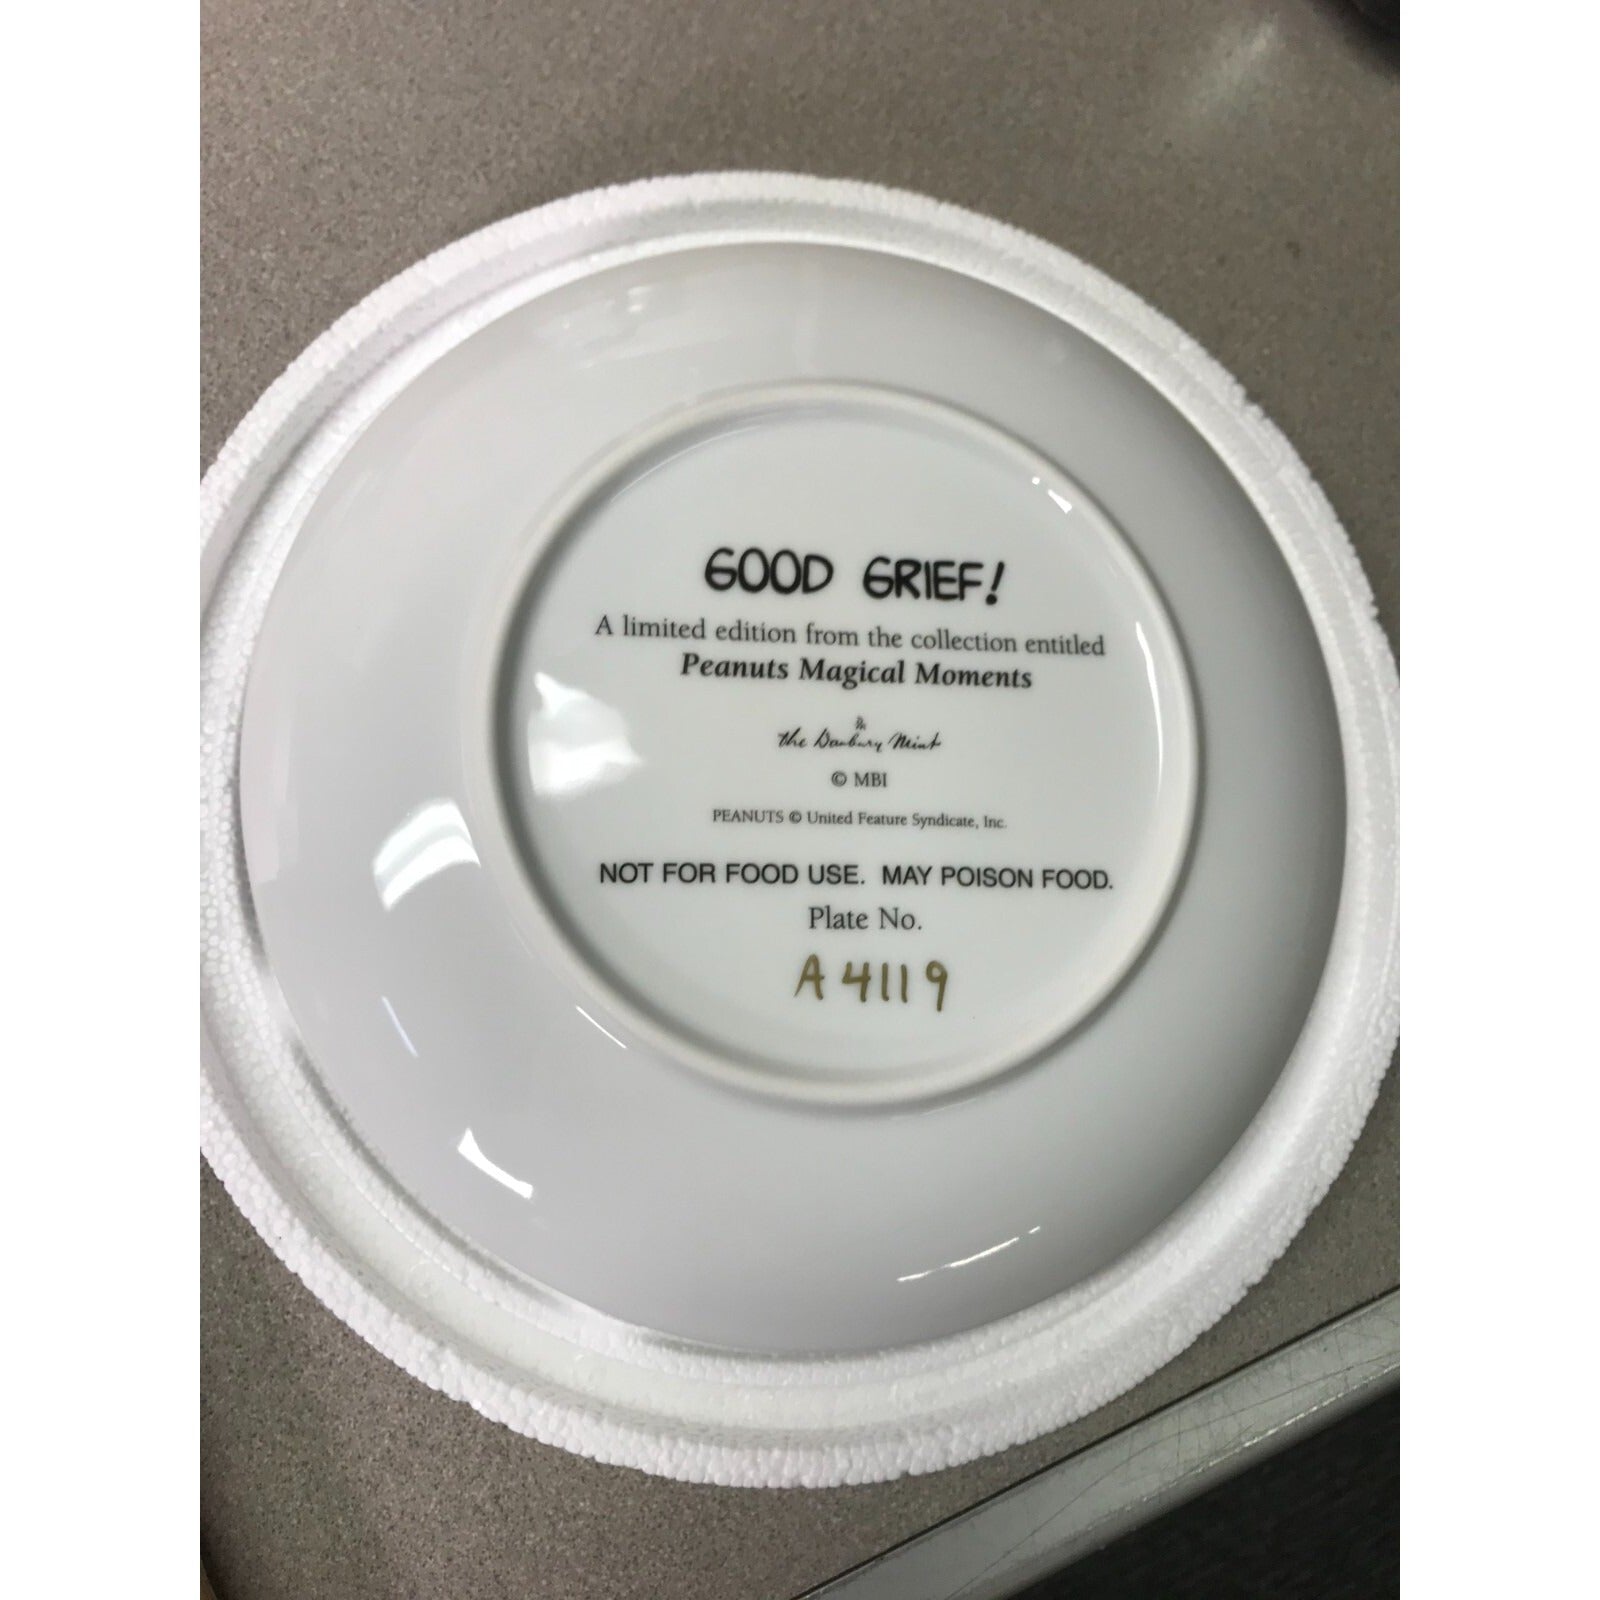 GOOD GRIEF!
A limited edition from the collection entitled
Peanuts Magical Moments
The Danbury Mint
© MBI
PEANUTS © United Feature Syndicate, Inc.
NOT FOR FOOD USE. MAY POISON FOOD.
Plate No.
A4119